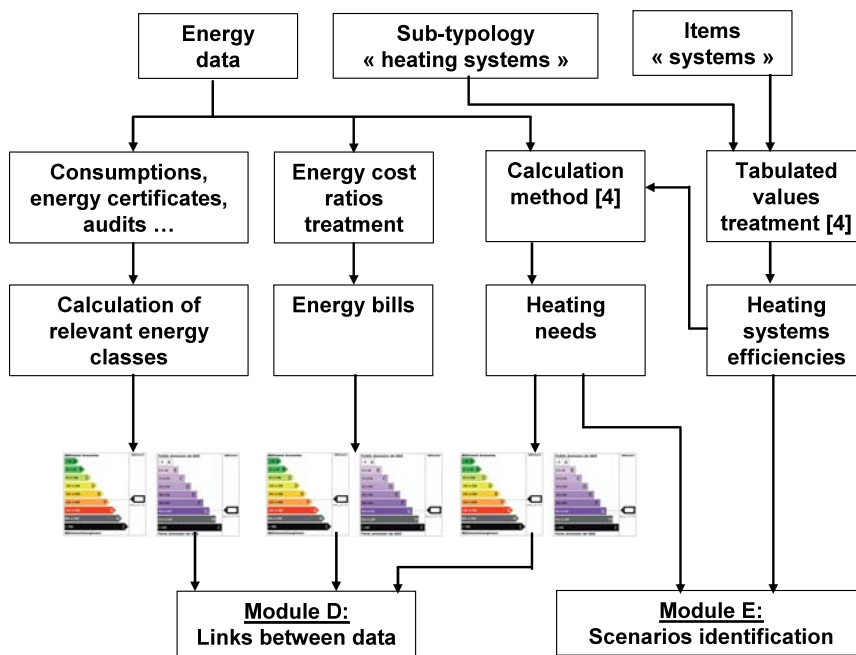 Energy
data
Sub-typology
« heating systems »
Items
« systems »
Consumptions,
energy certificates,
audits ...
Energy cost
ratios
treatment
Calculation
method [4]
Tabulated
values
treatment [4]
Calculation of
relevant energy
classes
Energy bills
Heating
needs
Heating
systems
efficiencies
Module D:
Links between data
Module E:
Scenarios identification